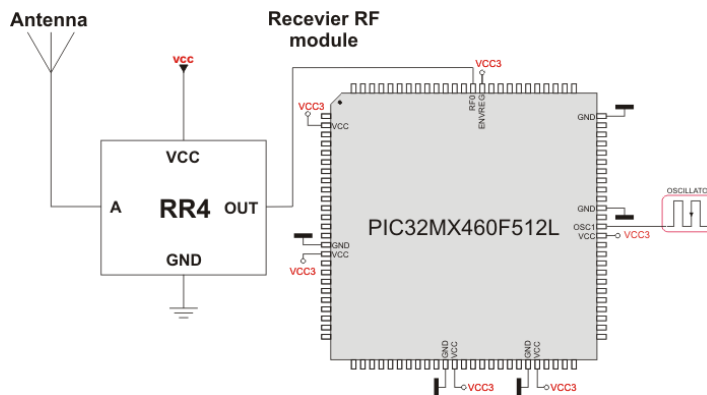 Antenna
Recevier RF
module
vcc
VCC
A
RR4
OUT
GND
VCC3
VCC
RF0
ENVREG
VCC3
GND
GND
OSC1
VCC
VCC3
OSCILLATO
PIC32MX460F512L
GND
VCC
VCC3
GND
VCC
VCC3
GND
VCC
VCC3